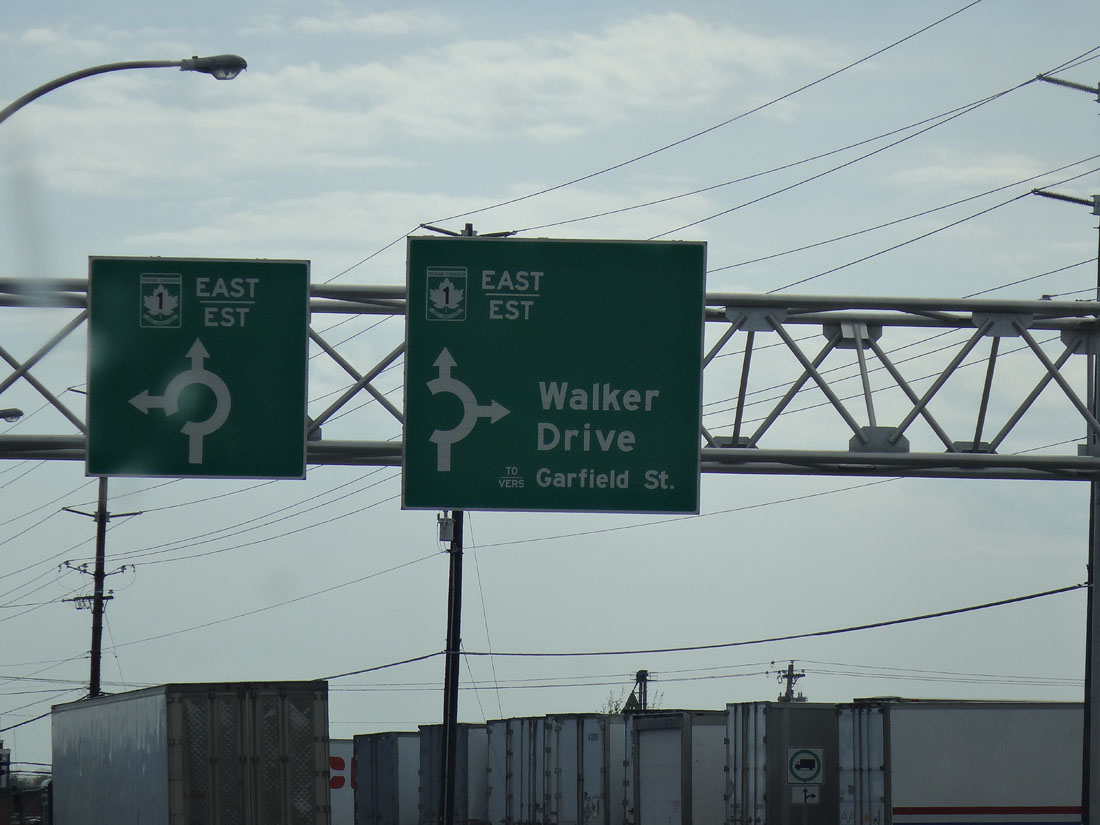 1
EAST
EST
1
EAST
EST
Walker
Drive
TO
VERS
Garfield St.